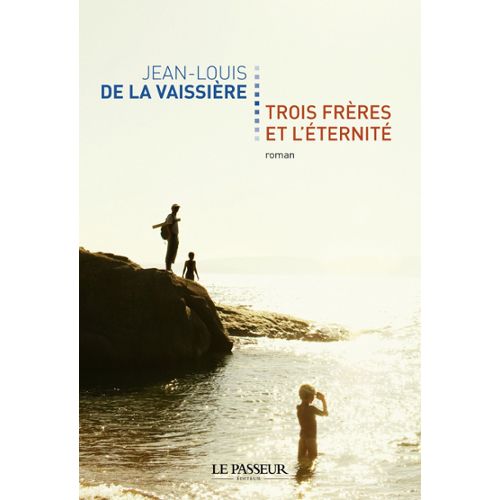 JEAN-LOUIS
DE LA VAISSIÈRE
TROIS FRÈRES
ET L'ÉTERNITÉ
roman
LE PASSEUR
ÉDITEUR